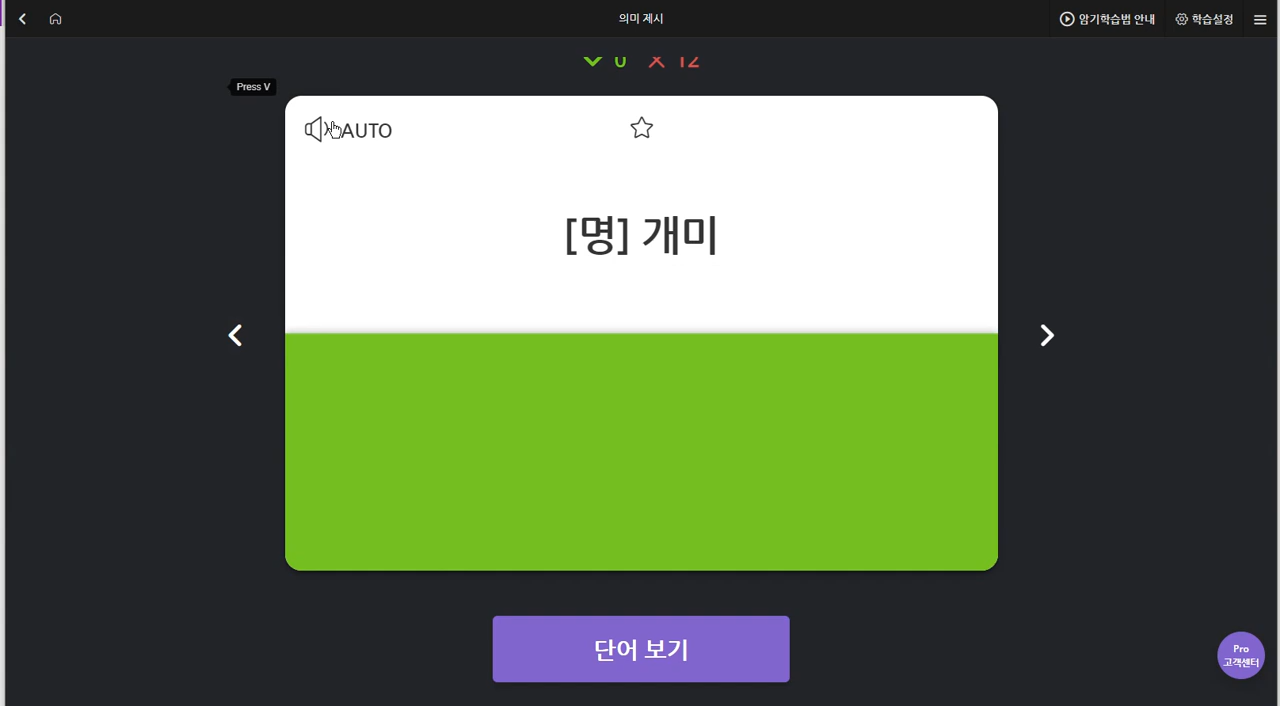 의미 제시
암기학습법 안내
학습설정
Press V
AUTO
[명] 개미
단어 보기
Pro
고객센터